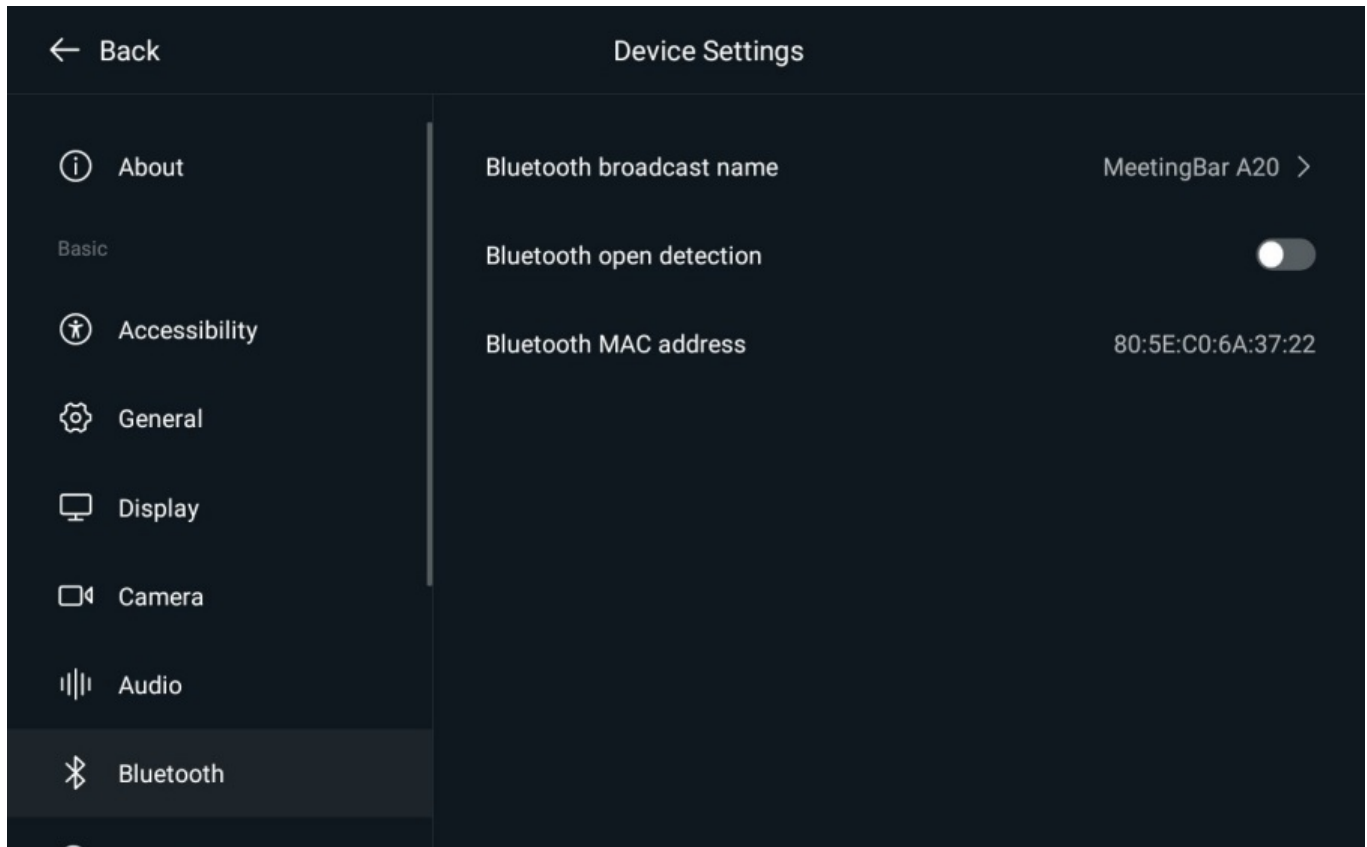 Back
Device Settings
About
Basic
Accessibility
General
Display
Camera
Audio
Bluetooth
Bluetooth broadcast name
MeetingBar A20
Bluetooth open detection
Bluetooth MAC address
80:5E:C0:6A:37:22